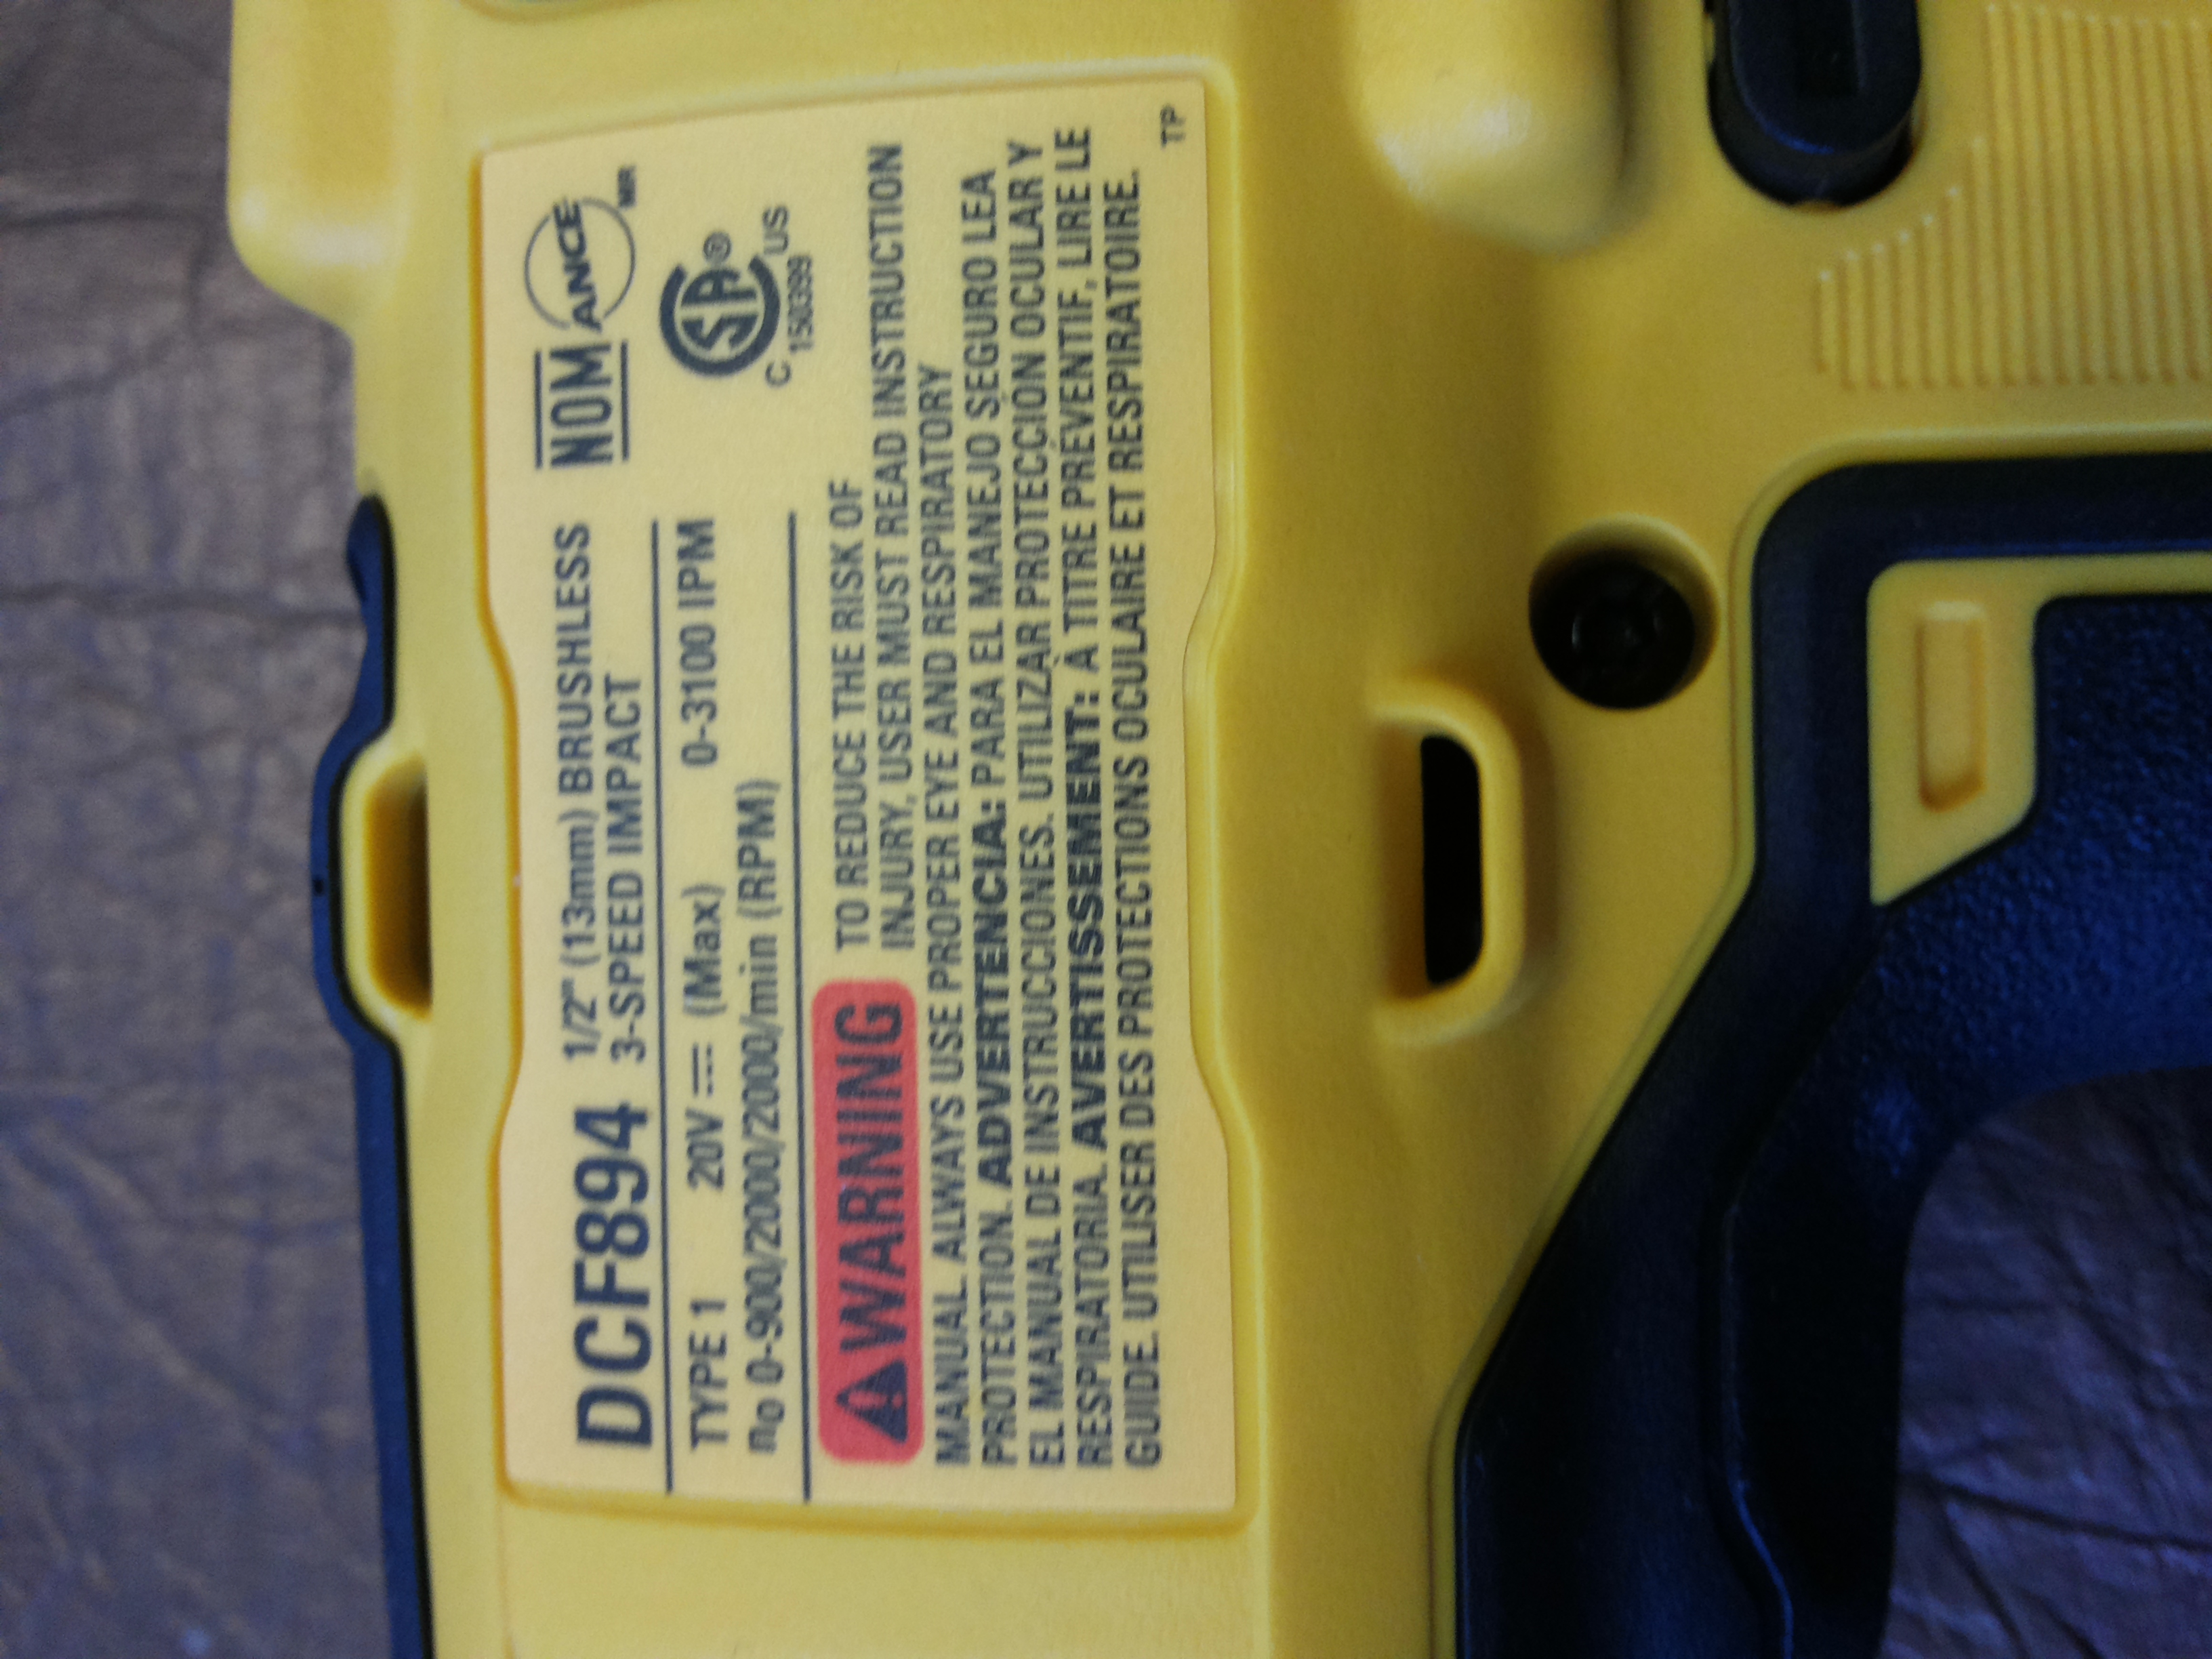 DCF894 1/2" (13mm) BRUSHLESS
3-SPEED IMPACT
NOM ANCE MR
TYPE 1 20V ⎓ (Max) 0-3100 IPM
n₀ 0-900/2000/2000/min (RPM)
CSA®
C US
150399
⚠WARNING TO REDUCE THE RISK OF
INJURY, USER MUST READ INSTRUCTION
MANUAL. ALWAYS USE PROPER EYE AND RESPIRATORY
PROTECTION. ADVERTENCIA: PARA EL MANEJO SEGURO LEA
EL MANUAL DE INSTRUCCIONES. UTILIZAR PROTECCIÓN OCULAR Y
RESPIRATORIA. AVERTISSEMENT: À TITRE PRÉVENTIF, LIRE LE
GUIDE. UTILISER DES PROTECTIONS OCULAIRE ET RESPIRATOIRE.
TP